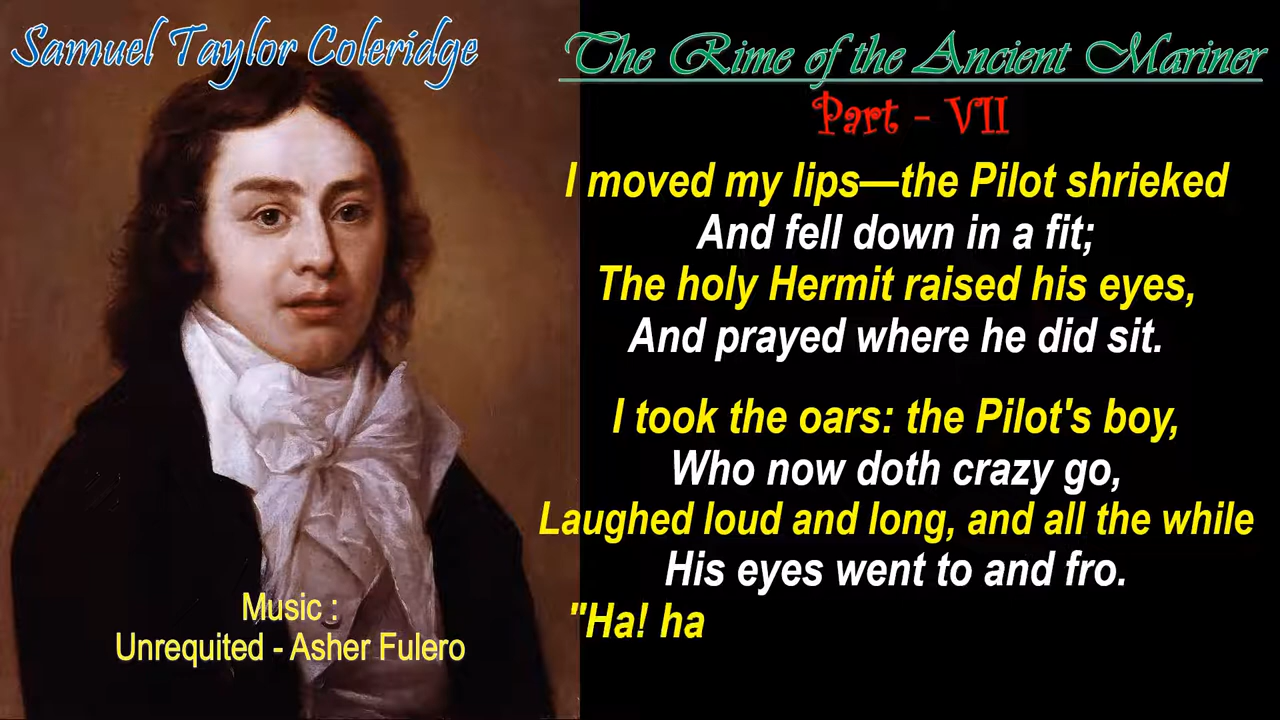 Samuel Taylor Coleridge
The Rime of the Ancient Mariner
Part - VII
I moved my lips—the Pilot shrieked
And fell down in a fit;
The holy Hermit raised his eyes,
And prayed where he did sit.
I took the oars: the Pilot's boy,
Who now doth crazy go,
Laughed loud and long, and all the while
His eyes went to and fro.
"Ha! ha
Music :
Unrequited - Asher Fulero